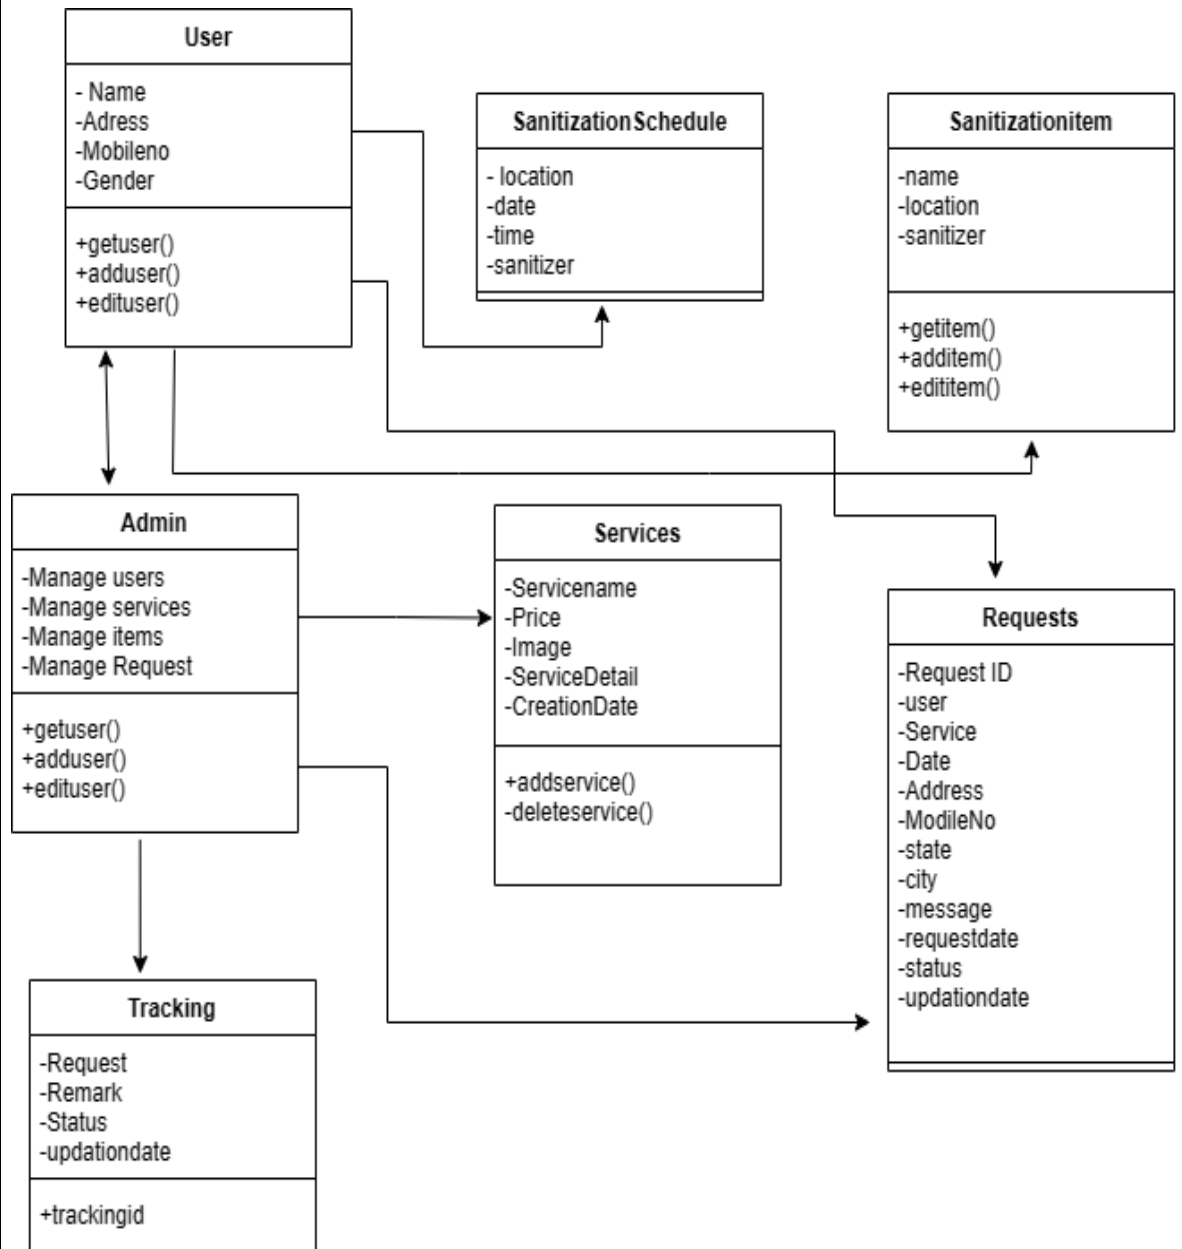 User
- Name
-Adress
-Mobileno
-Gender
+getuser()
+adduser()
+edituser()
SanitizationSchedule
- location
-date
-time
-sanitizer
Sanitizationitem
-name
-location
-sanitizer
+getitem()
+additem()
+edititem()
Admin
-Manage users
-Manage services
-Manage items
-Manage Request
+getuser()
+adduser()
+edituser()
Services
-Servicename
-Price
-Image
-ServiceDetail
-CreationDate
+addservice()
-deleteservice()
Requests
-Request ID
-user
-Service
-Date
-Address
-ModileNo
-state
-city
-message
-requestdate
-status
-updationdate
Tracking
-Request
-Remark
-Status
-updationdate
+trackingid